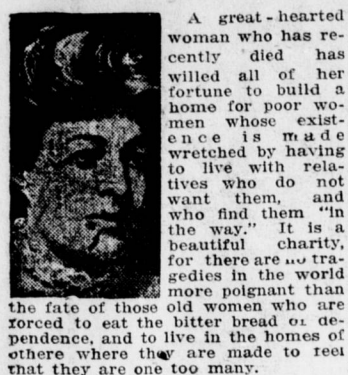 A great-hearted
woman who has re-
cently died has
willed all of her
fortune to build a
home for poor wo-
men whose exist-
ence is made
wretched by having
to live with rela-
tives who do not
want them, and
who find them "in
the way." It is a
beautiful charity,
for there are no tra-
gedies in the world
more poignant than
the fate of those old women who are
forced to eat the bitter bread of de-
pendence, and to live in the homes of
others where they are made to feel
that they are one too many.